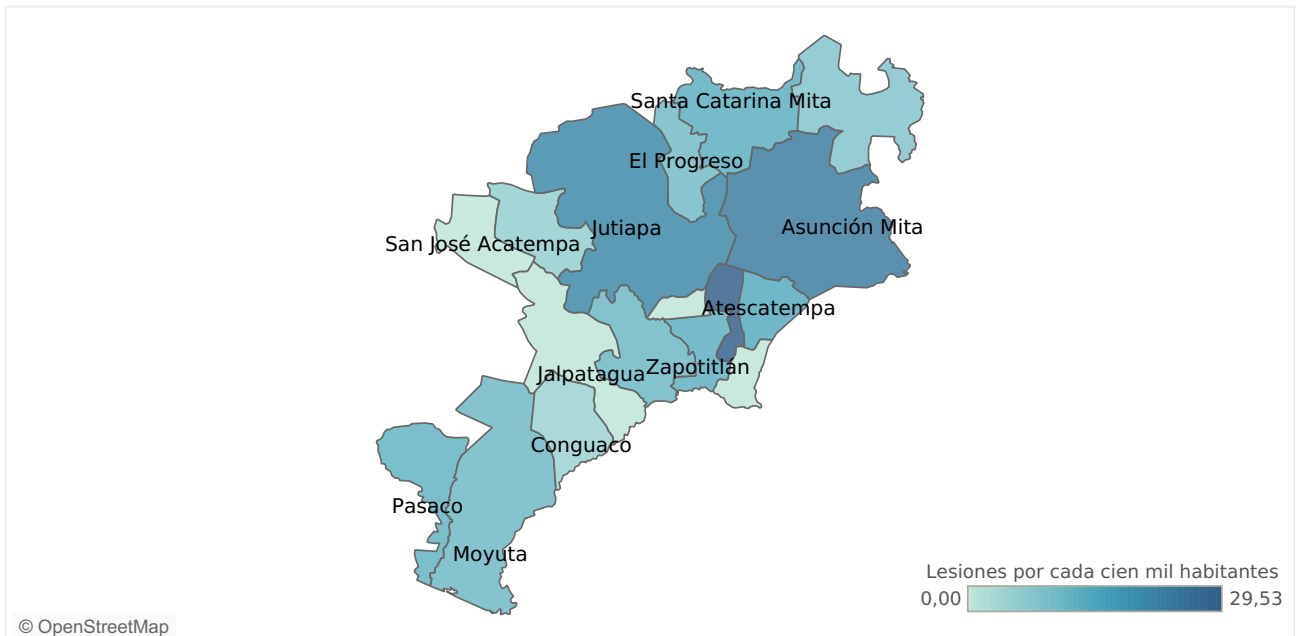 Santa Catarina Mita
El Progreso
Jutiapa
Asunción Mita
San José Acatempa
Atescatempa
Zapotitlán
Jalpatagua
Conguaco
Pasaco
Moyuta
Lesiones por cada cien mil habitantes
0,00 29,53
© OpenStreetMap